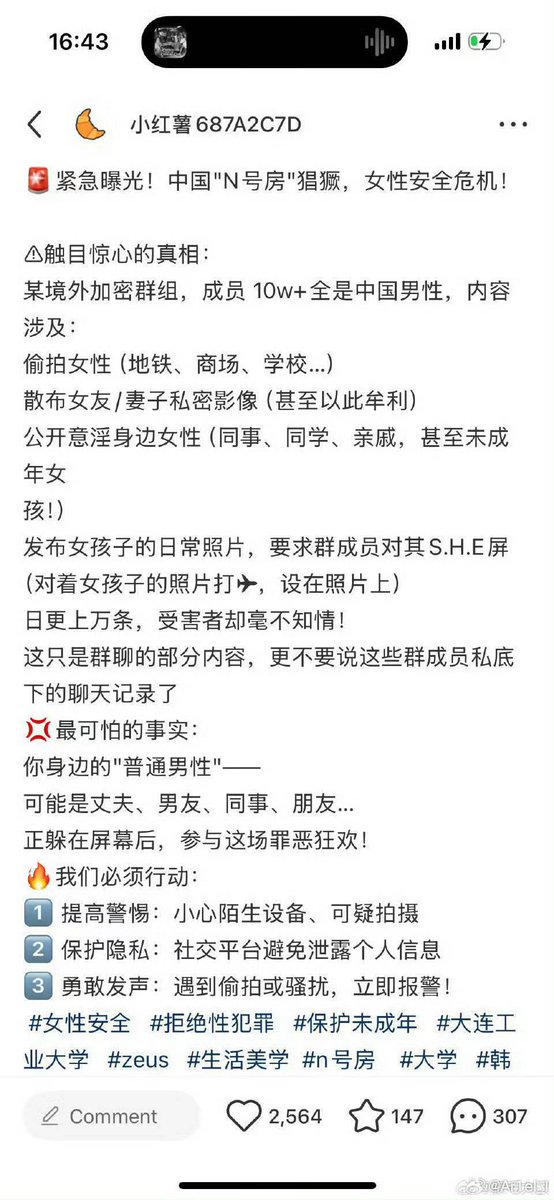 16:43
小红薯687A2C7D
🚨紧急曝光！中国"N号房"猖獗，女性安全危机！
⚠触目惊心的真相：
某境外加密群组，成员 10w+全是中国男性，内容
涉及：
偷拍女性（地铁、商场、学校...）
散布女友/妻子私密影像（甚至以此牟利）
公开意淫身边女性（同事、同学、亲戚，甚至未成
年女
孩！）
发布女孩子的日常照片，要求群成员对其S.H.E屏
（对着女孩子的照片打✈，设在照片上）
日更上万条，受害者却毫不知情！
这只是群聊的部分内容，更不要说这些群成员私底
下的聊天记录了
💢最可怕的事实：
你身边的"普通男性"——
可能是丈夫、男友、同事、朋友...
正躲在屏幕后，参与这场罪恶狂欢！
🔥我们必须行动：
1️⃣ 提高警惕：小心陌生设备、可疑拍摄
2️⃣ 保护隐私：社交平台避免泄露个人信息
3️⃣ 勇敢发声：遇到偷拍或骚扰，立即报警！
#女性安全 #拒绝性犯罪 #保护未成年 #大连工
业大学 #zeus #生活美学 #n号房 #大学 #韩
Comment 2,564 147 307